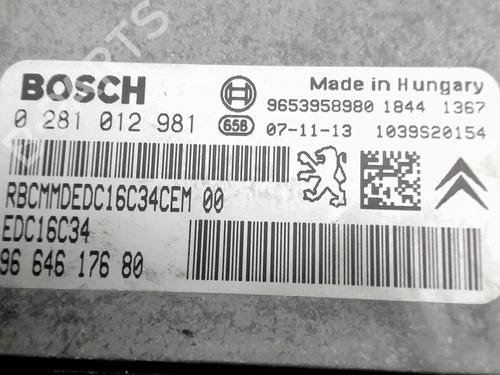 BOSCH
Made in Hungary
9653958980 1844 1367
0 281 012 981
658 07-11-13 1039S20154
RBCMMDEDC16C34CEM 00
EDC16C34
96 646 176 80
PARTS